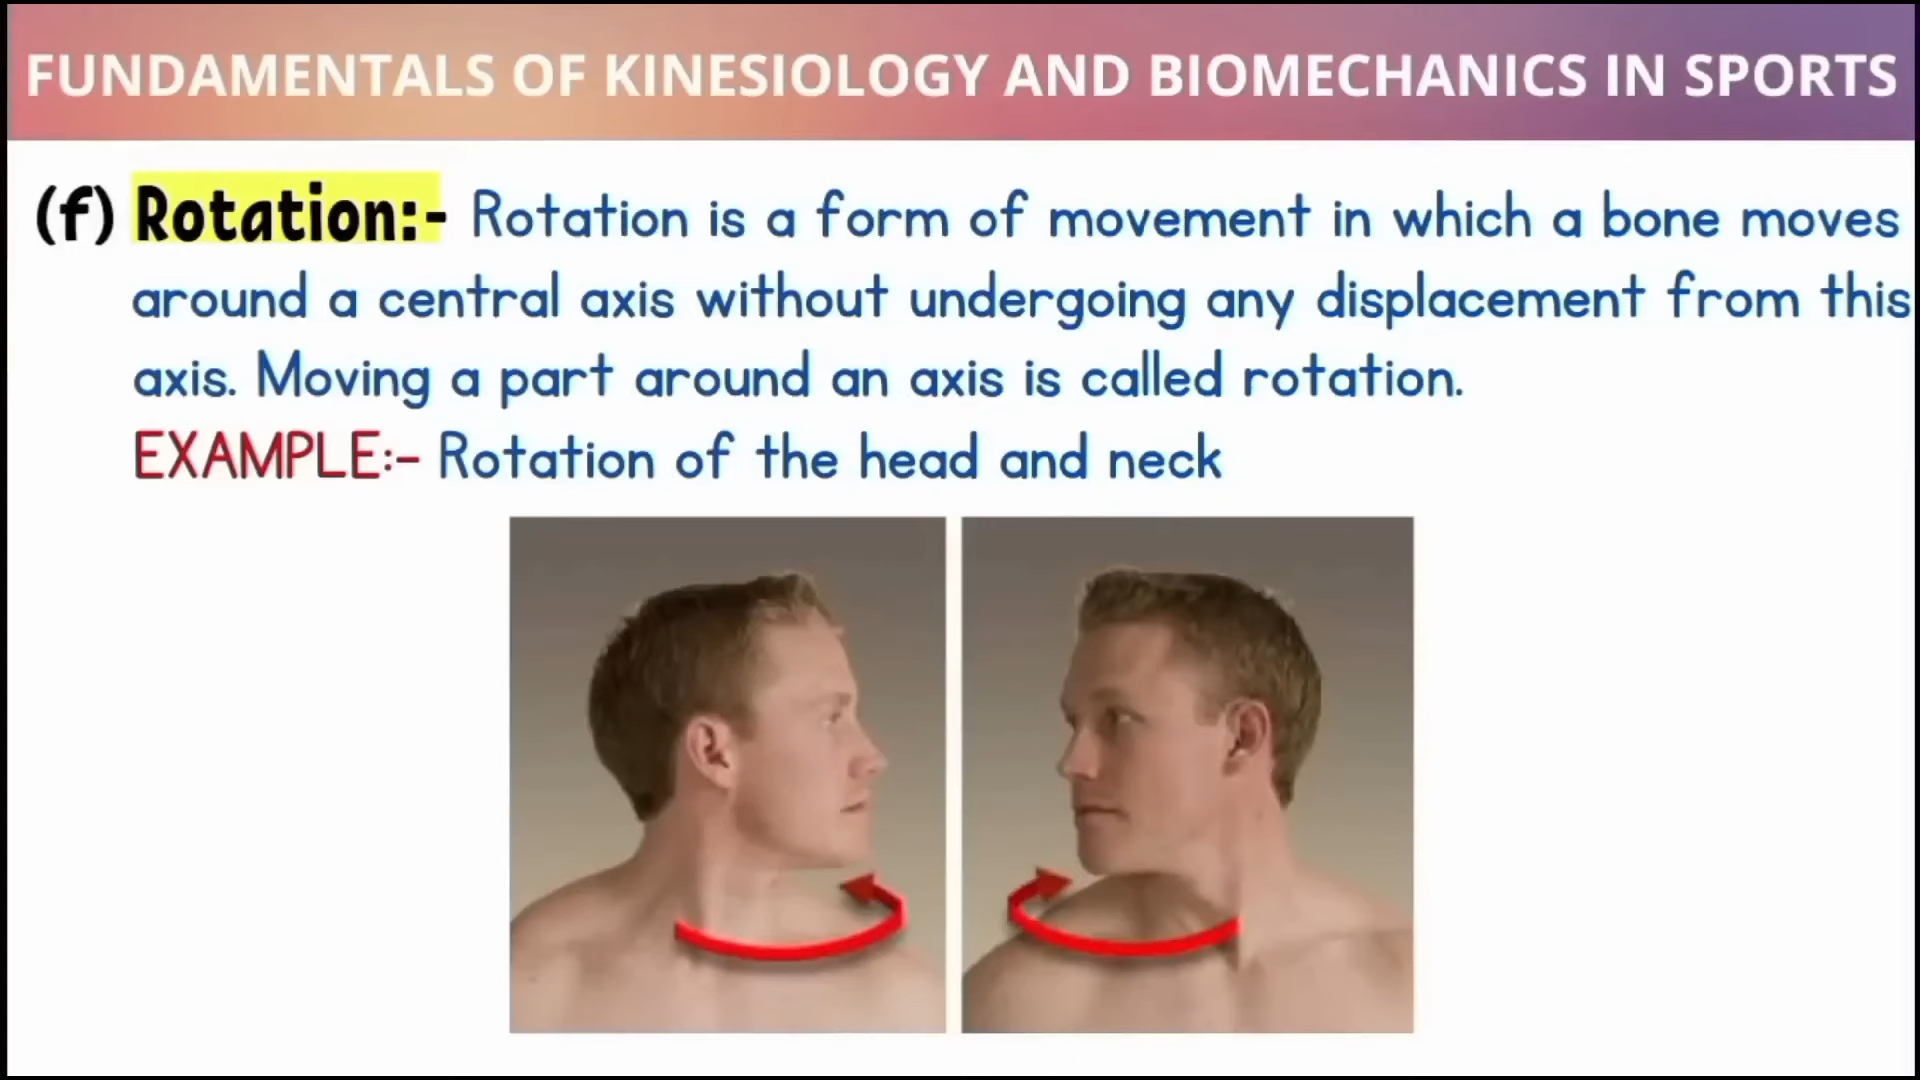 FUNDAMENTALS OF KINESIOLOGY AND BIOMECHANICS IN SPORTS
(f) Rotation:- Rotation is a form of movement in which a bone moves
around a central axis without undergoing any displacement from this
axis. Moving a part around an axis is called rotation.
EXAMPLE:- Rotation of the head and neck